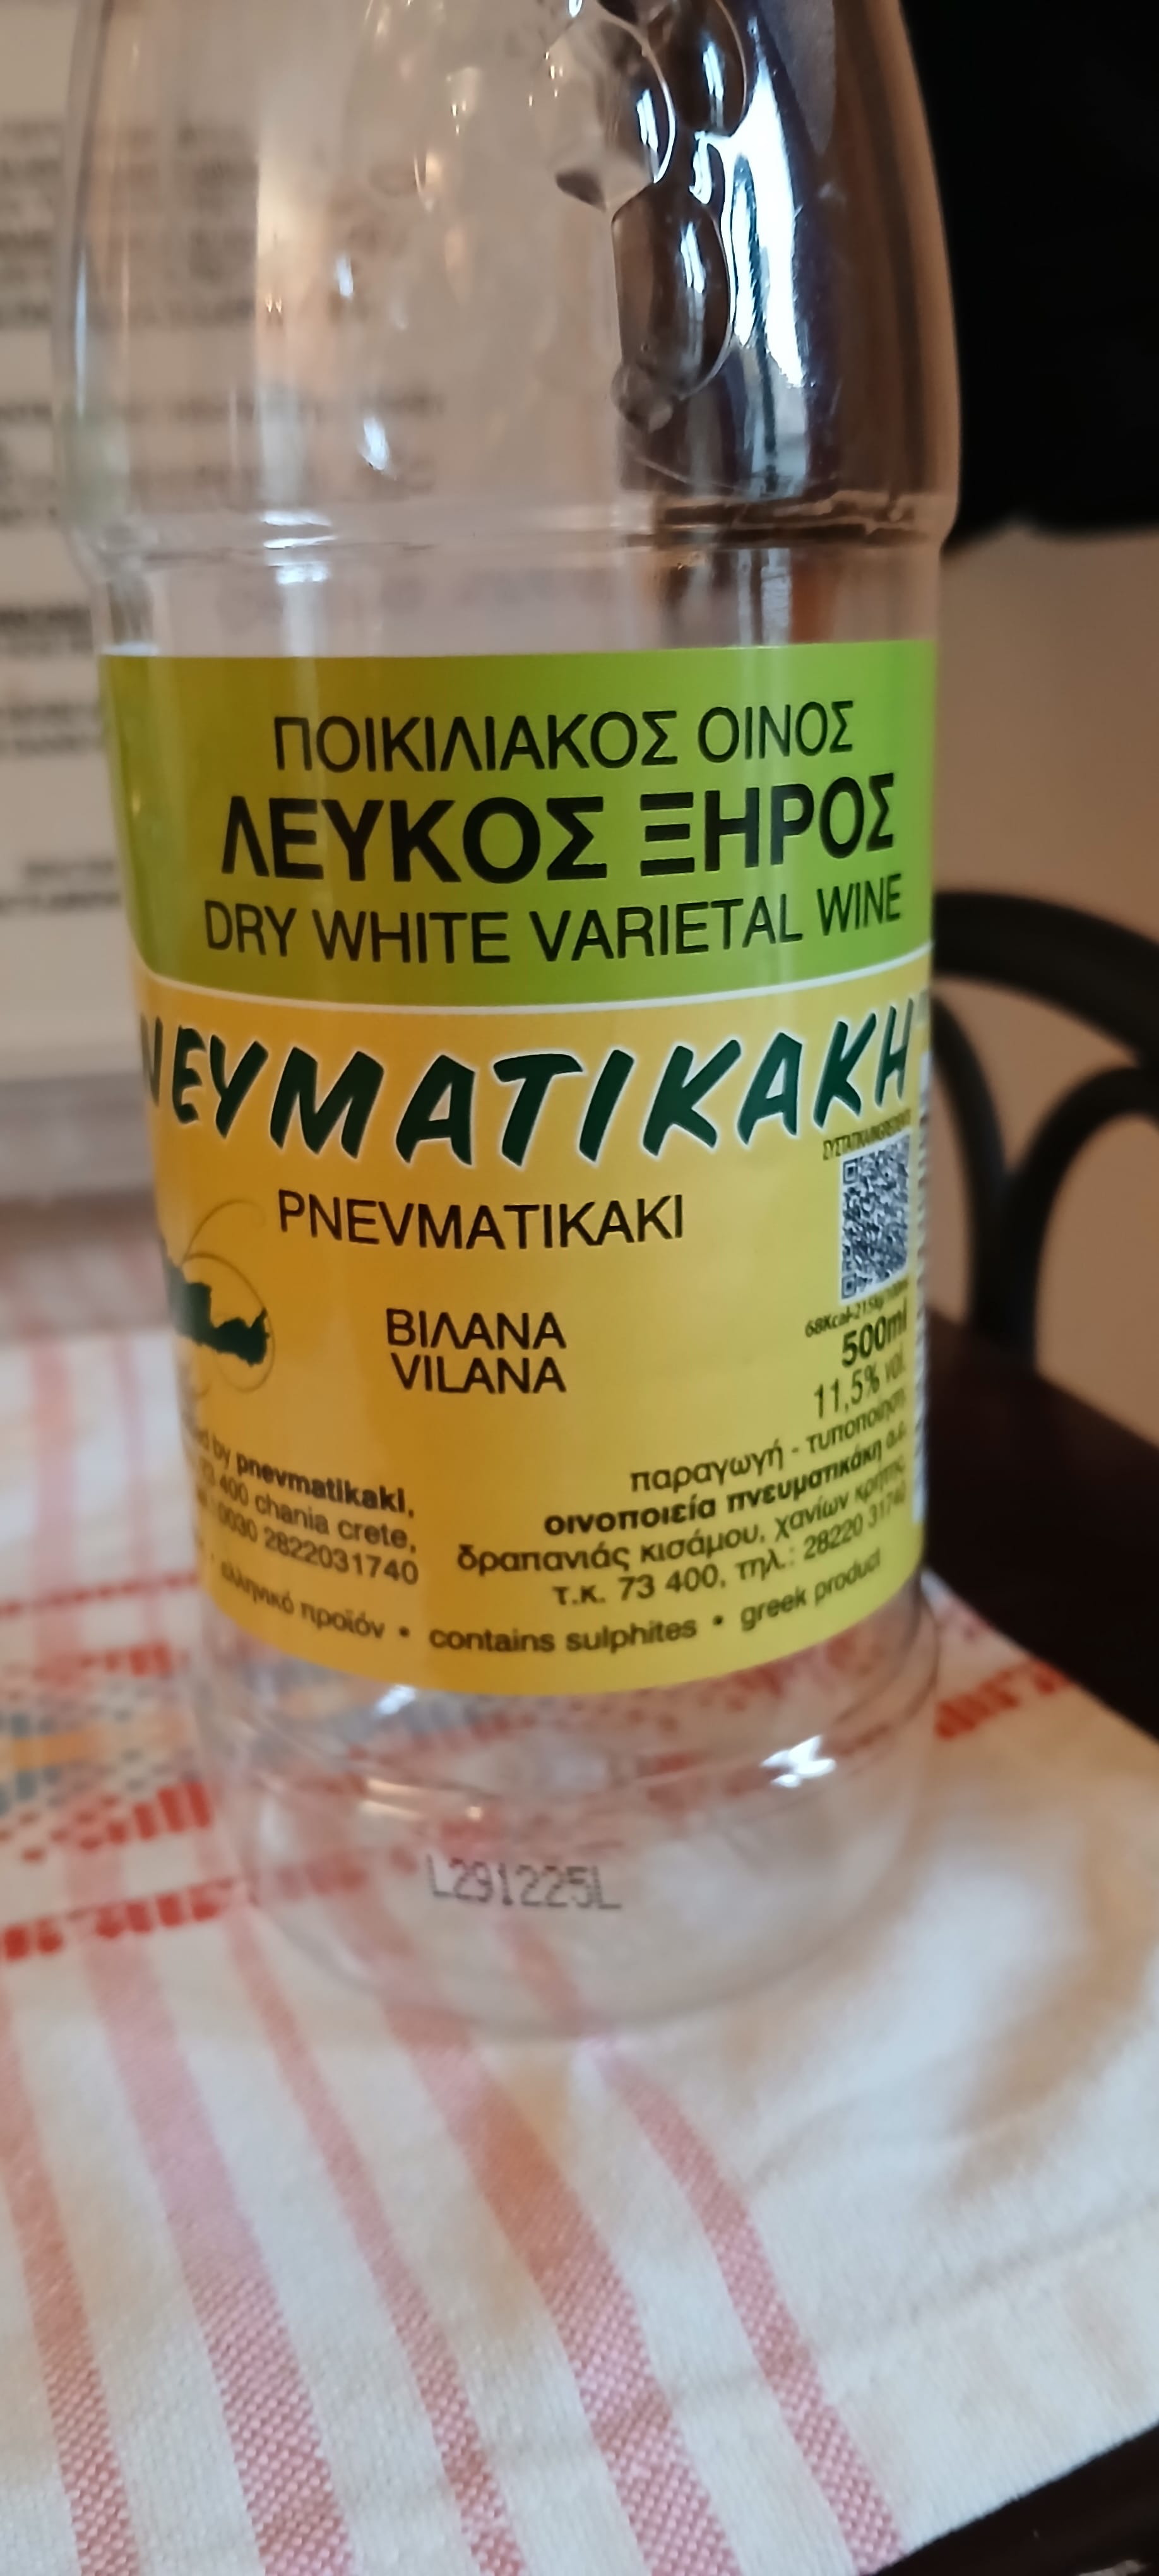 ΠΟΙΚΙΛΙΑΚΟΣ ΟΙΝΟΣ
ΛΕΥΚΟΣ ΞΗΡΟΣ
DRY WHITE VARIETAL WINE
ΝΕΥΜΑΤΙΚΑΚΗ
PNEVMATIKAKI
ΒΙΛΑΝΑ
VILANA
500ml
11,5% vol.
by pnevmatikaki,
73 400 chania crete,
0030 2822031740
παραγωγή - τυποποίηση
οινοποιεία πνευματικάκη α.ε.
δραπανιάς κισάμου, χανίων κρήτης
τ.κ. 73 400, τηλ.: 28220 31740
ελληνικό προϊόν • contains sulphites • greek product
L291225L